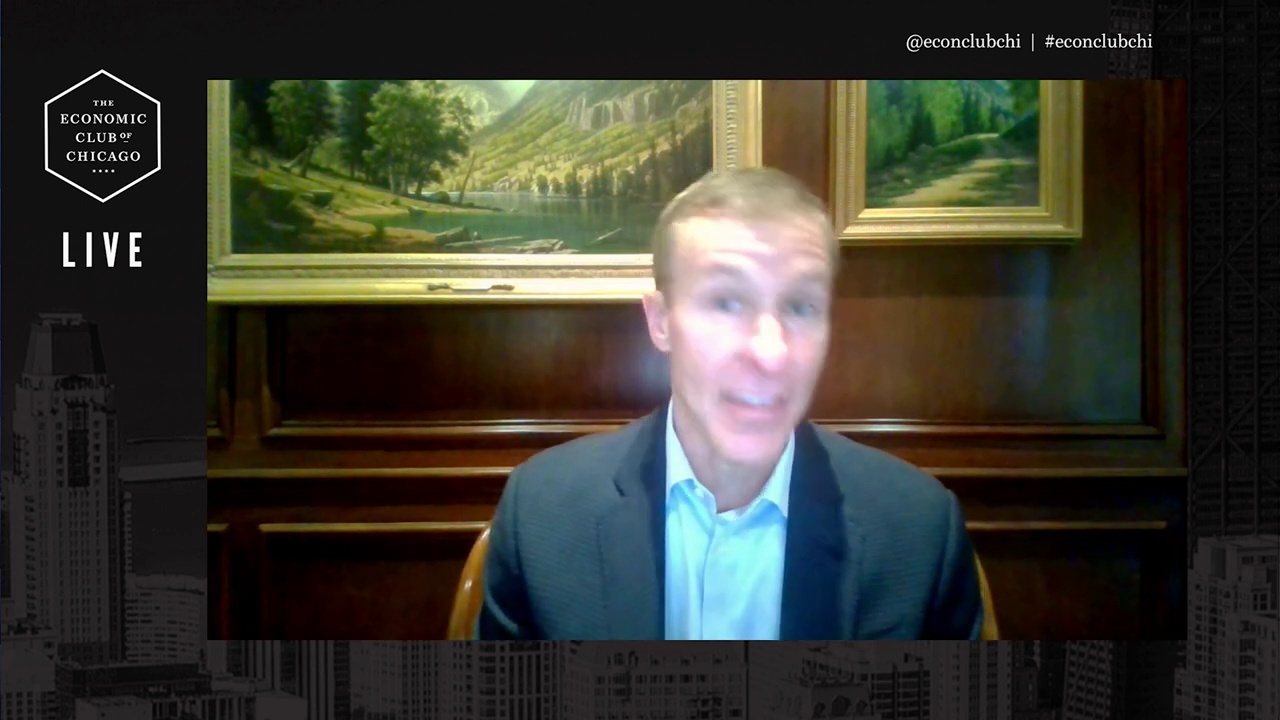 @econclubchi | #econclubchi
THE
ECONOMIC
CLUB OF
CHICAGO
LIVE